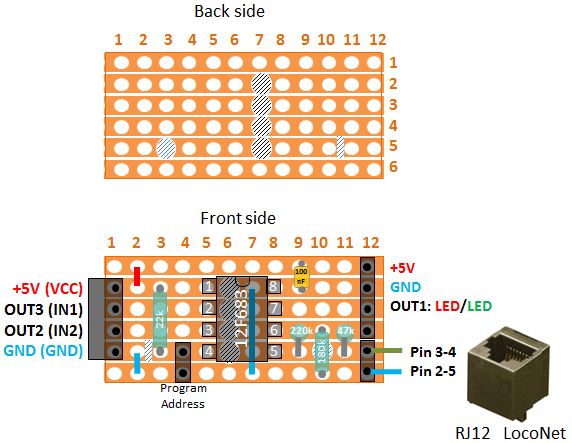 Back side
1 2 3 4 5 6 7 8 9 10 11 12
1
2
3
4
5
6
Front side
1 2 3 4 5 6 7 8 9 10 11 12
+5V
GND
OUT1: LED/LED
Pin 3-4
Pin 2-5
+5V (VCC)
OUT3 (IN1)
OUT2 (IN2)
GND (GND)
22k
1
2
3
4
12F683
8
7
6
5
100
nF
220k
180k
47k
Program
Address
RJ12 LocoNet